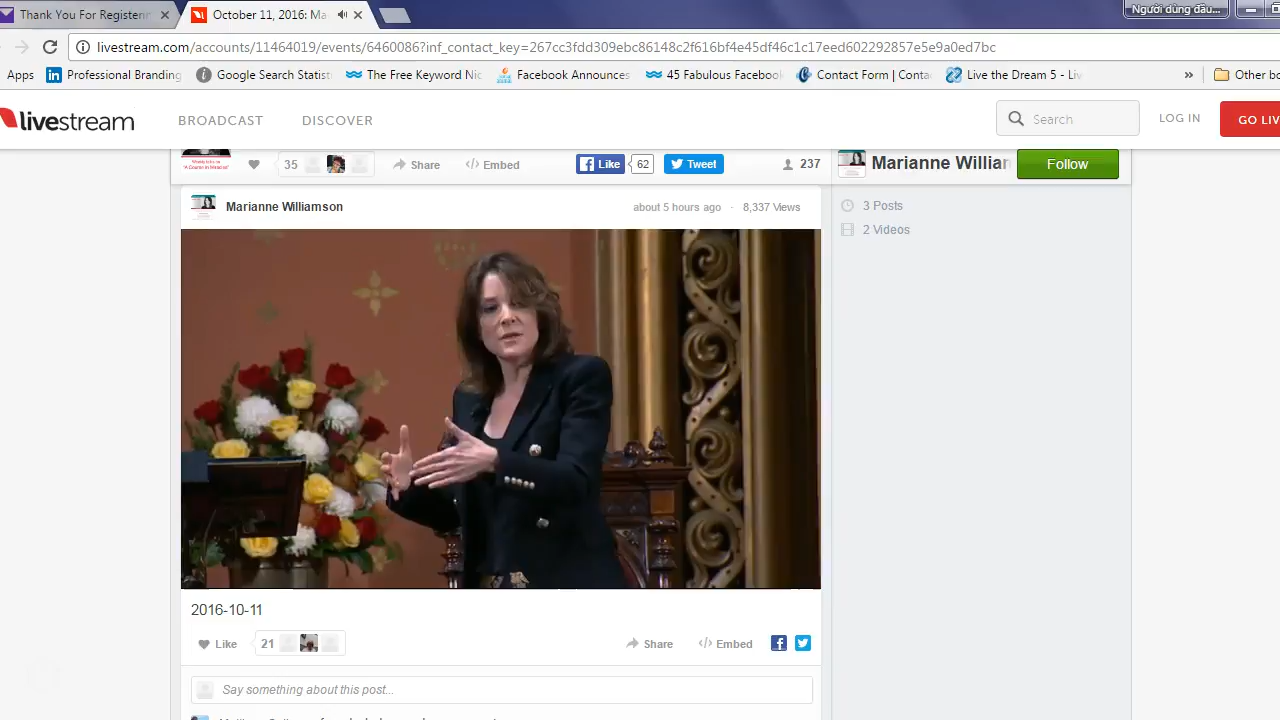 Thank You For Registenn
October 11, 2016: Ma
Người dùng đầu...
livestream.com/accounts/11464019/events/6460086?inf_contact_key=267cc3fdd309ebc86148c2f616f74e45df46c1c17eed602292857e5e9a0ed7bc
Apps Professional Branding Google Search Statist The Free Keyword Nic Facebook Announces 45 Fabulous Facebook Contact Form | Conta Live the Dream 5 - Liv » Other bo
livestream BROADCAST DISCOVER Search LOG IN GO LIV
35 Share Embed Like 62 Tweet 237 Marianne Willian Follow
Marianne Williamson about 5 hours ago · 8,337 Views
3 Posts
2 Videos
2016-10-11
Like 21 Share Embed
Say something about this post...